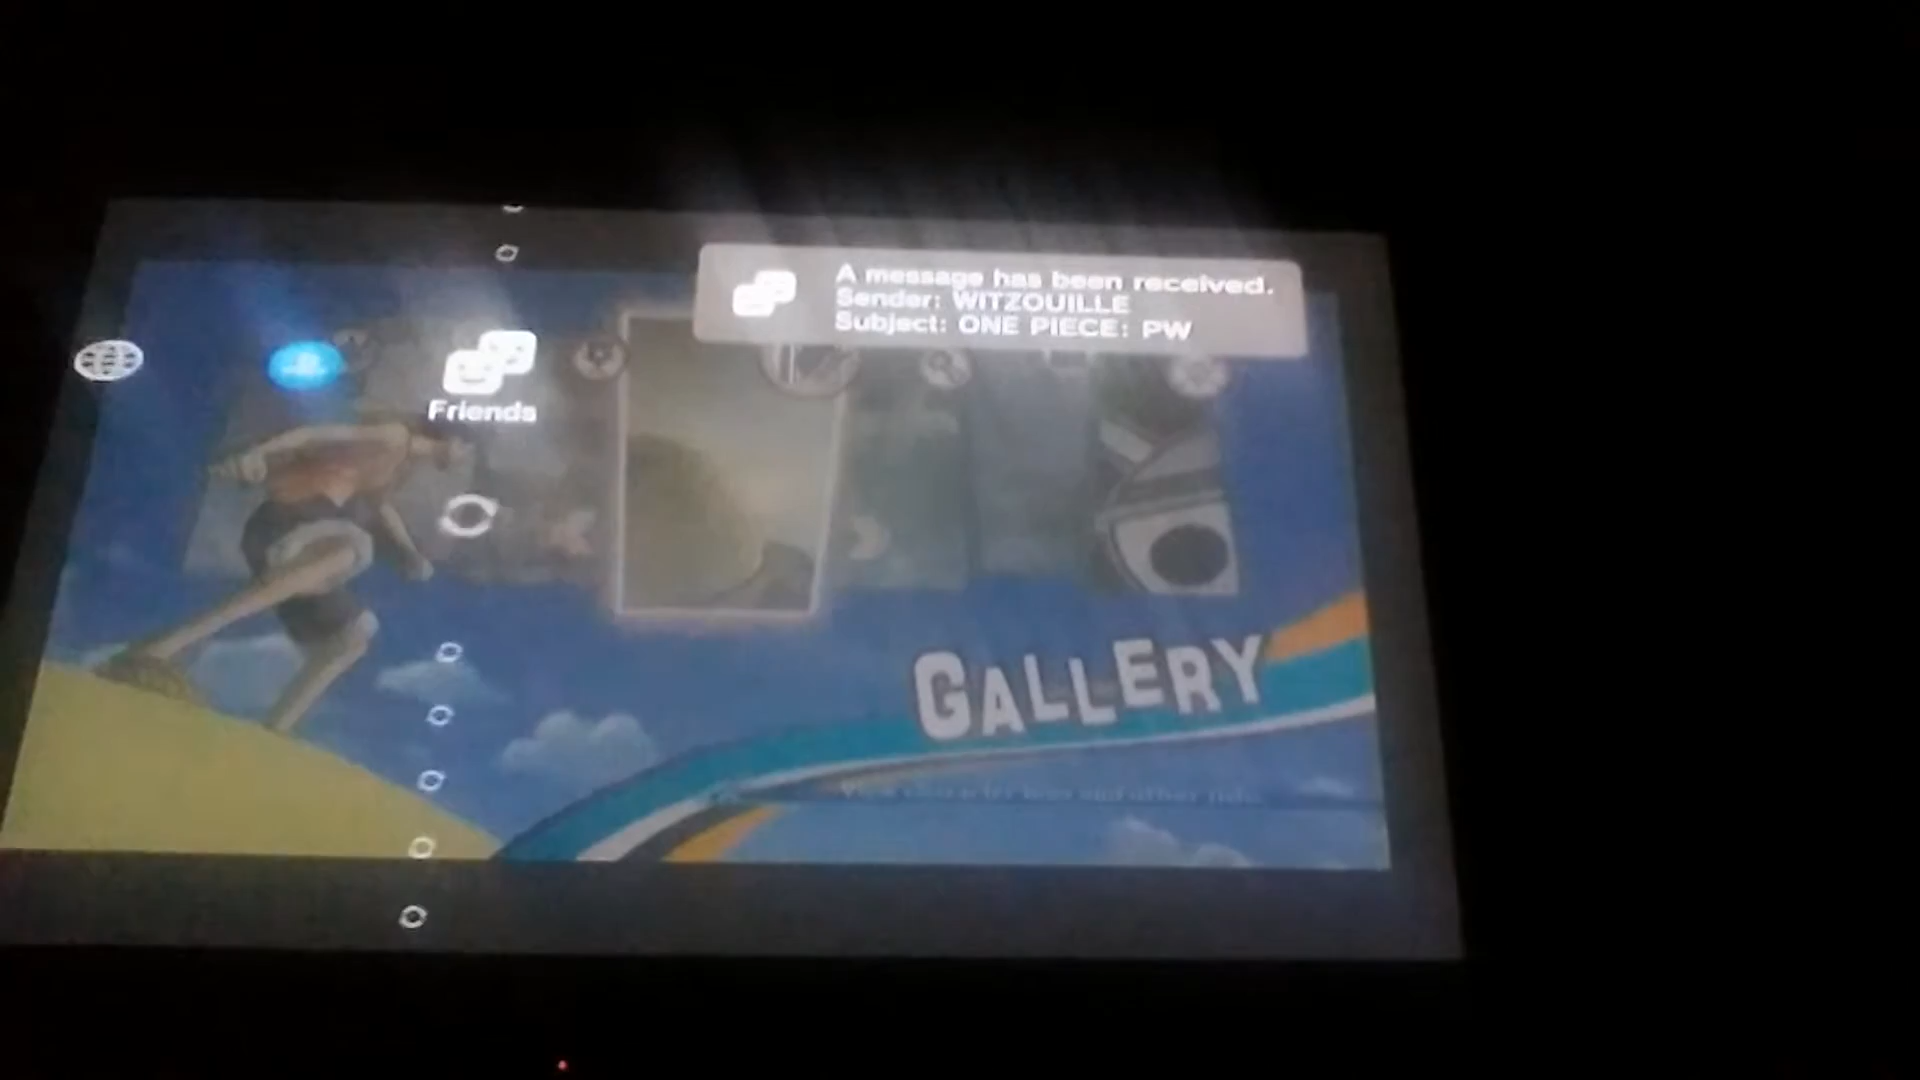 A message has been received.
Sender: WITZOUILLE
Subject: ONE PIECE: PW
Friends
GALLERY